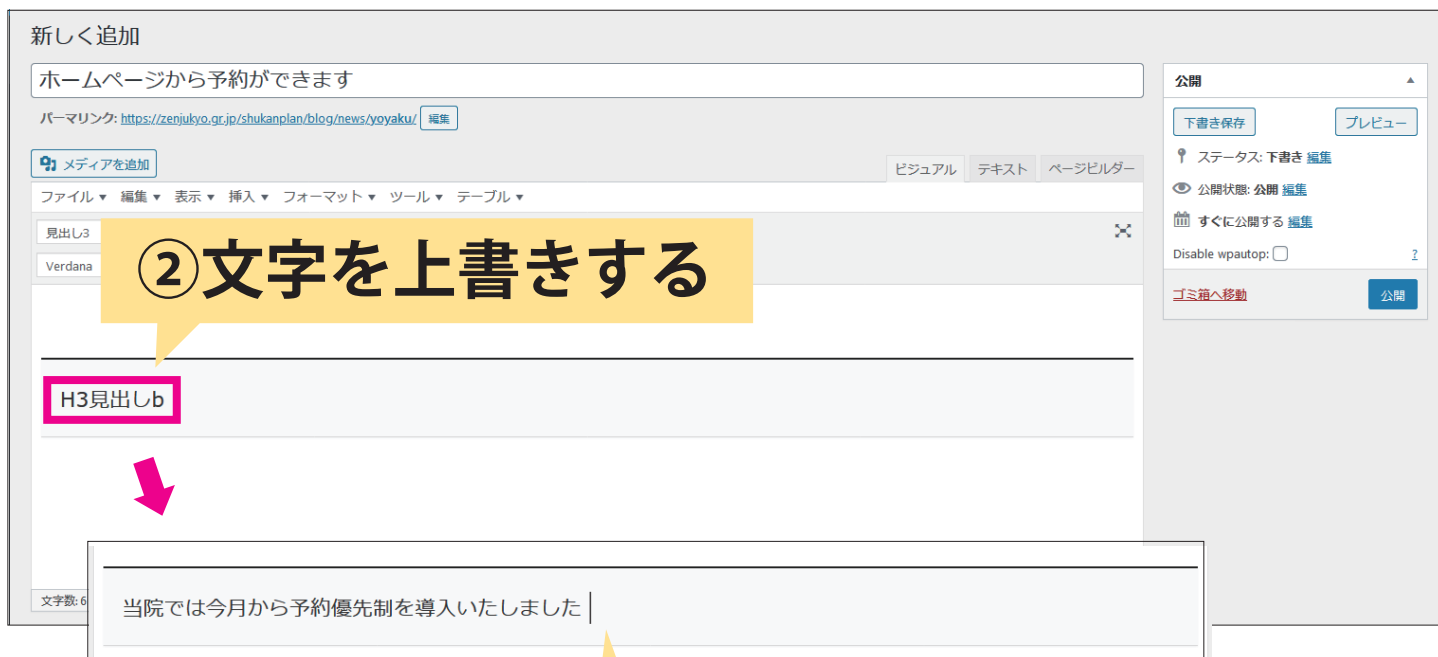 新しく追加
ホームページから予約ができます
パーマリンク: https://zenjukyo.gr.jp/shukanplan/blog/news/yoyaku/ 編集
メディアを追加
ビジュアル テキスト ページビルダー
ファイル ▼ 編集 ▼ 表示 ▼ 挿入 ▼ フォーマット ▼ ツール ▼ テーブル ▼
見出し3
Verdana
②文字を上書きする
H3見出しb
文字数: 6
当院では今月から予約優先制を導入いたしました
公開 ▲
下書き保存 プレビュー
ステータス: 下書き 編集
公開状態: 公開 編集
すぐに公開する 編集
Disable wpautop: ?
ゴミ箱へ移動 公開